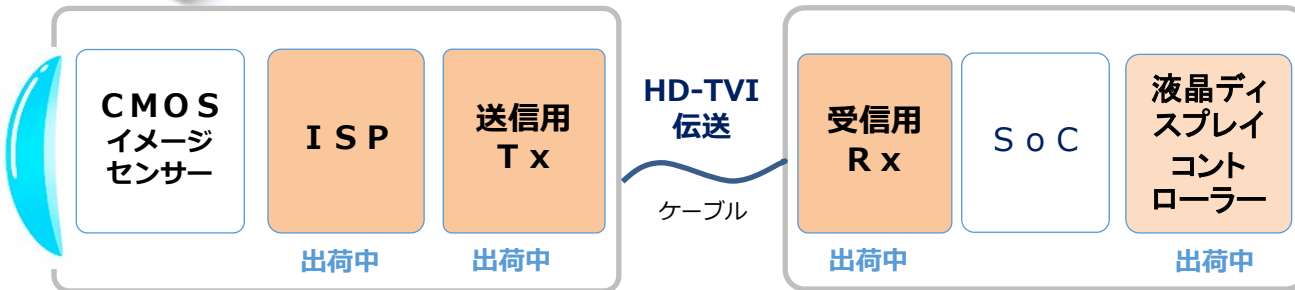 CMOS
イメージ
センサー
ISP
送信用
Tx
HD-TVI
伝送
ケーブル
受信用
Rx
SoC
液晶ディ
スプレイ
コント
ローラー
出荷中
出荷中
出荷中
出荷中